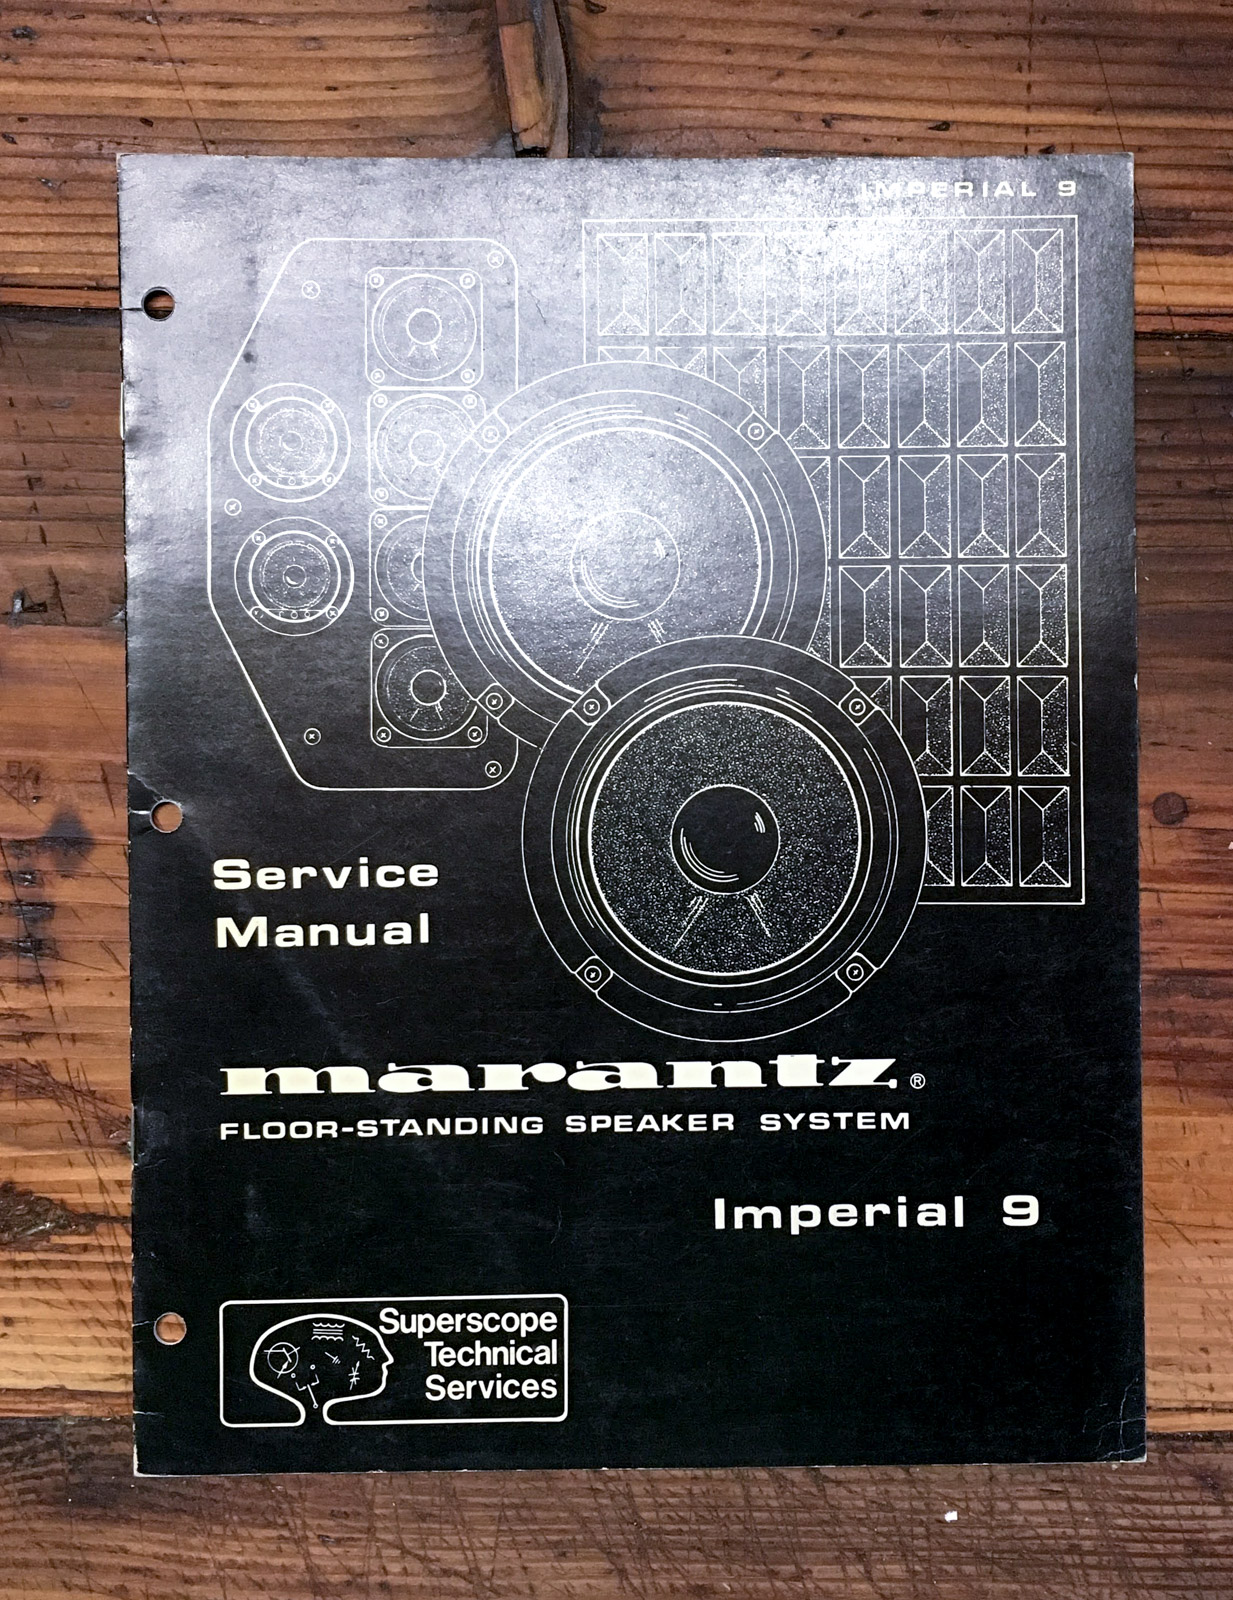 IMPERIAL 9
Service
Manual
marantz®
FLOOR-STANDING SPEAKER SYSTEM
Imperial 9
Superscope
Technical
Services